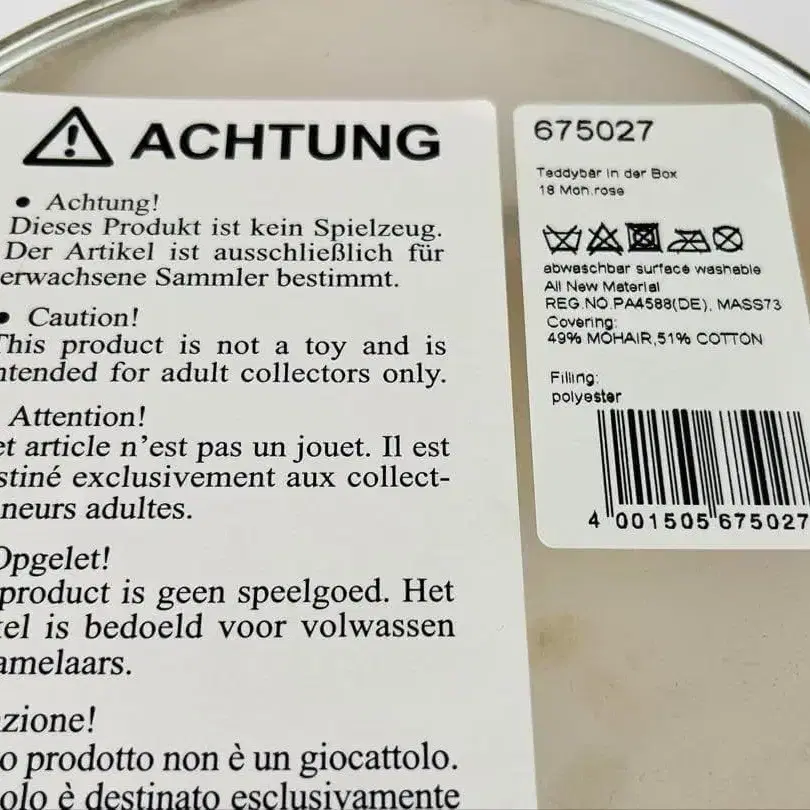 ACHTUNG
• Achtung!
Dieses Produkt ist kein Spielzeug.
Der Artikel ist ausschließlich für
erwachsene Sammler bestimmt.
• Caution!
This product is not a toy and is
ntended for adult collectors only.
Attention!
et article n'est pas un jouet. Il est
stiné exclusivement aux collect-
neurs adultes.
Opgelet!
product is geen speelgoed. Het
el is bedoeld voor volwassen
amelaars.
zione!
o prodotto non è un giocattolo.
olo è destinato esclusivamente
675027
Teddybär in der Box
18 Moh.rose
abwaschbar surface washable
All New Material
REG.NO.PA4588(DE), MASS73
Covering:
49% MOHAIR,51% COTTON
Filling:
polyester
4 001505 675027